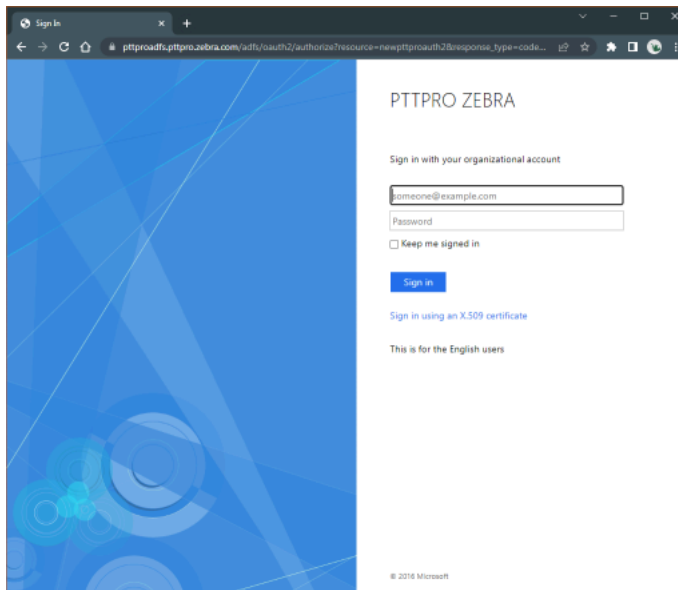 Sign In
pttproadfs.pttpro.zebra.com/adfs/oauth2/authorize?resource=newpttproauth2&response_type=code...
PTTPRO ZEBRA
Sign in with your organizational account
someone@example.com
Password
Keep me signed in
Sign in
Sign in using an X.509 certificate
This is for the English users
© 2016 Microsoft